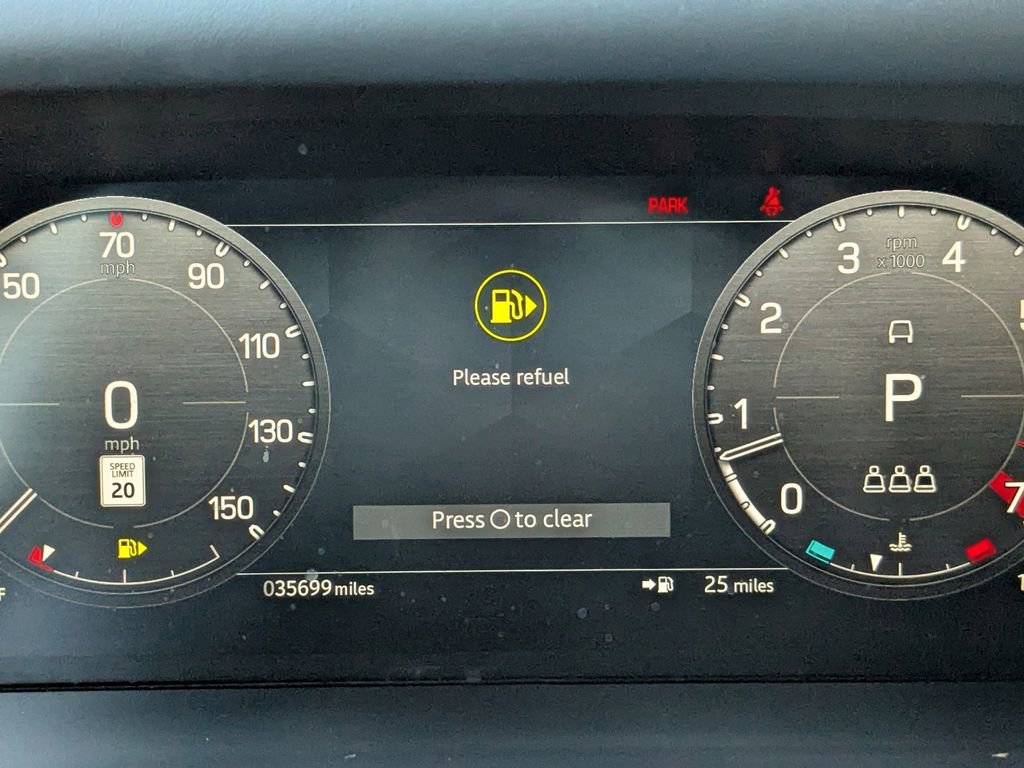 PARK
50
70
mph
90
110
130
150
0
mph
SPEED
LIMIT
20
Please refuel
Press to clear
035699 miles
25 miles
rpm
x 1000
0
1
2
3
4
7
P
F